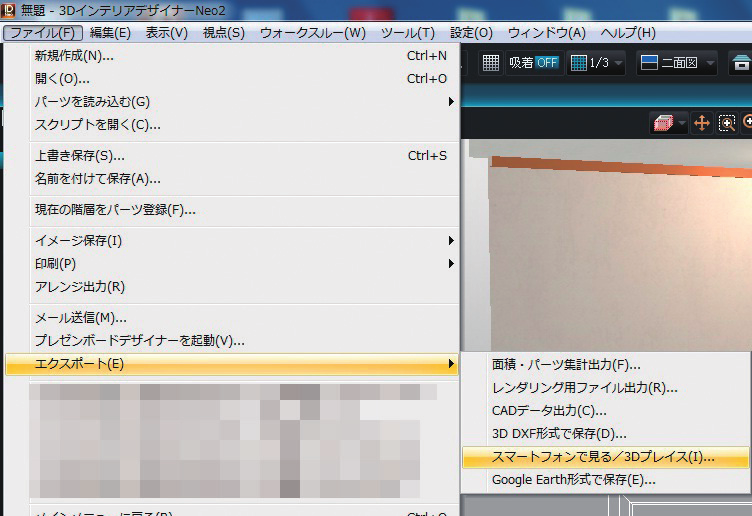 無題 - 3DインテリアデザイナーNeo2
ファイル(F) 編集(E) 表示(V) 視点(S) ウォークスルー(W) ツール(T) 設定(O) ウィンドウ(A) ヘルプ(H)
吸着 OFF 1/3 二面図
新規作成(N)... Ctrl+N
開く(O)... Ctrl+O
パーツを読み込む(G)
スクリプトを開く(C)...
上書き保存(S)... Ctrl+S
名前を付けて保存(A)...
現在の階層をパーツ登録(F)...
イメージ保存(I)
印刷(P)
アレンジ出力(R)
メール送信(M)...
プレゼンボードデザイナーを起動(V)...
エクスポート(E)
面積・パーツ集計出力(F)...
レンダリング用ファイル出力(R)...
CADデータ出力(C)...
3D DXF形式で保存(D)...
スマートフォンで見る／3Dプレイス(I)...
Google Earth形式で保存(E)...